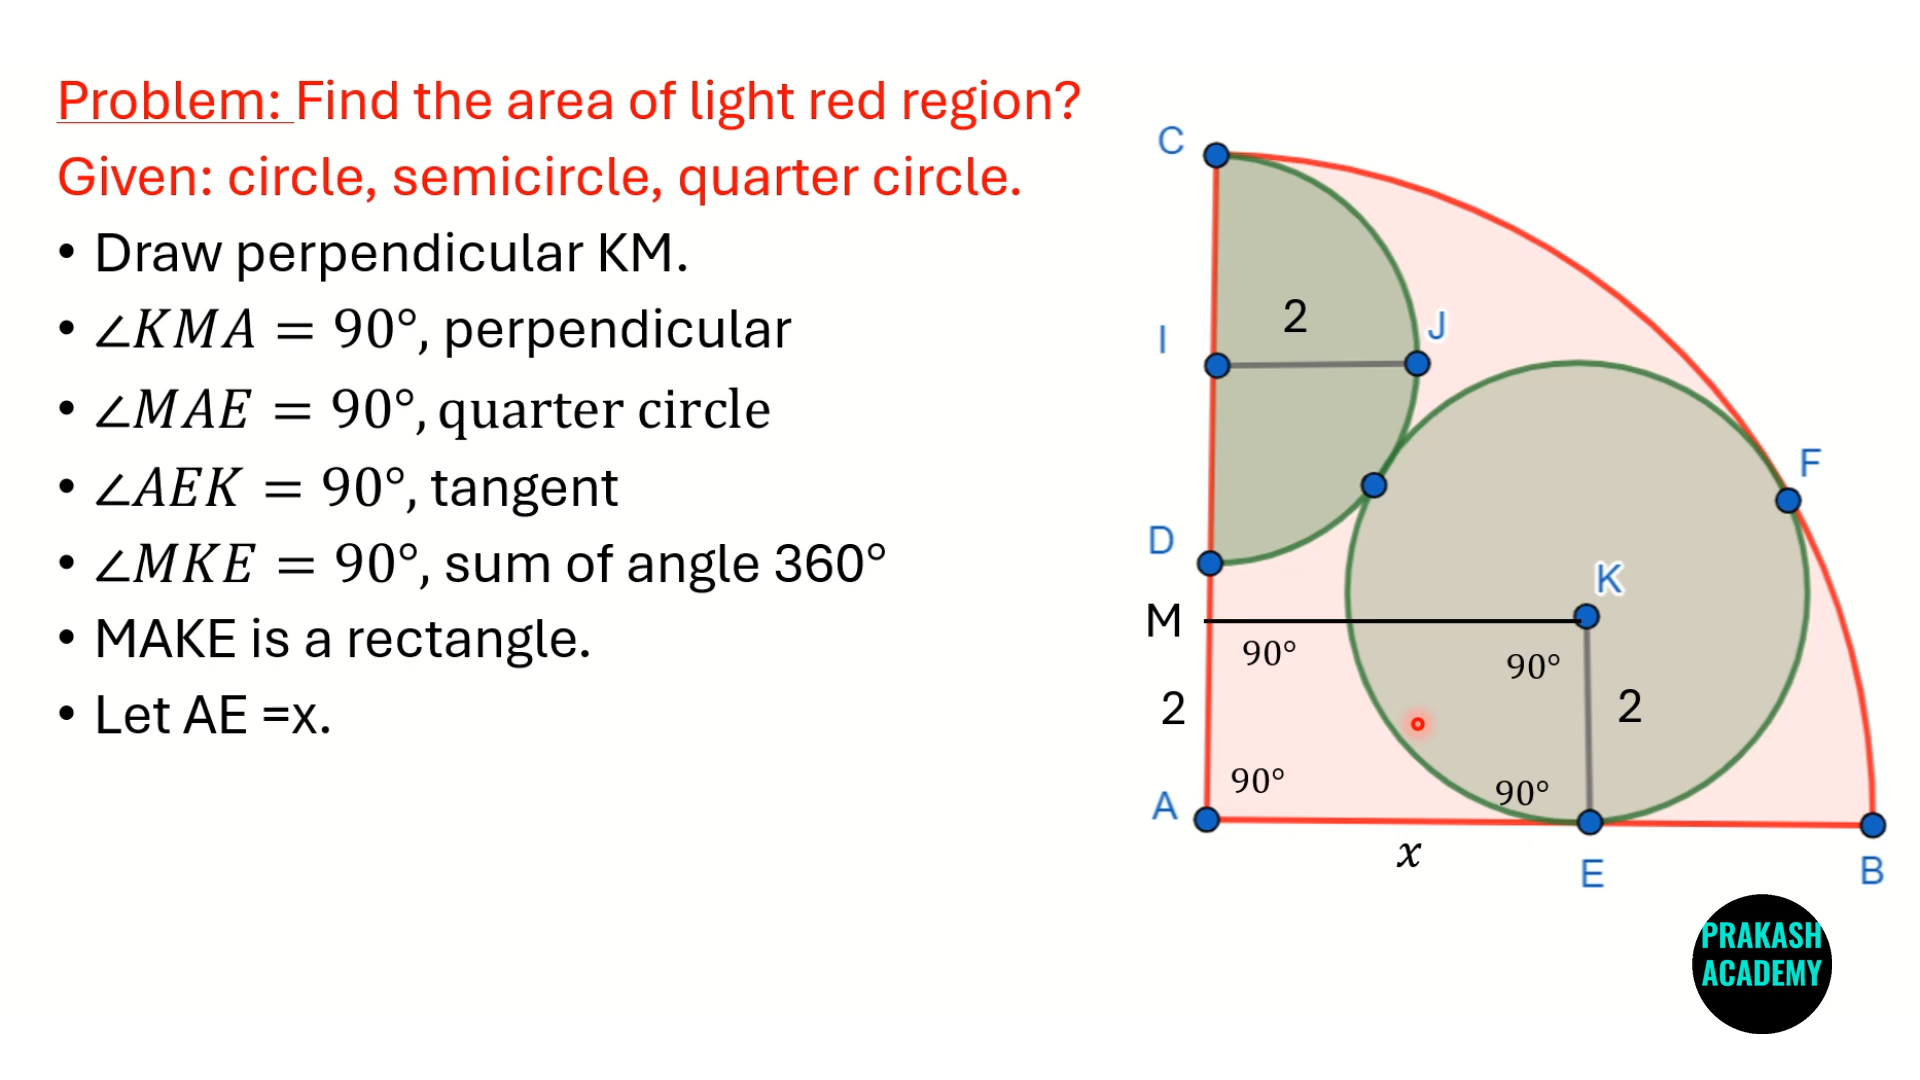 Problem: Find the area of light red region?
Given: circle, semicircle, quarter circle.
• Draw perpendicular KM.
• ∠KMA = 90°, perpendicular
• ∠MAE = 90°, quarter circle
• ∠AEK = 90°, tangent
• ∠MKE = 90°, sum of angle 360°
• MAKE is a rectangle.
• Let AE =x.
C
2
I
J
F
D
K
M
90°
90°
2
2
90°
90°
A
x
E
B
PRAKASH
ACADEMY